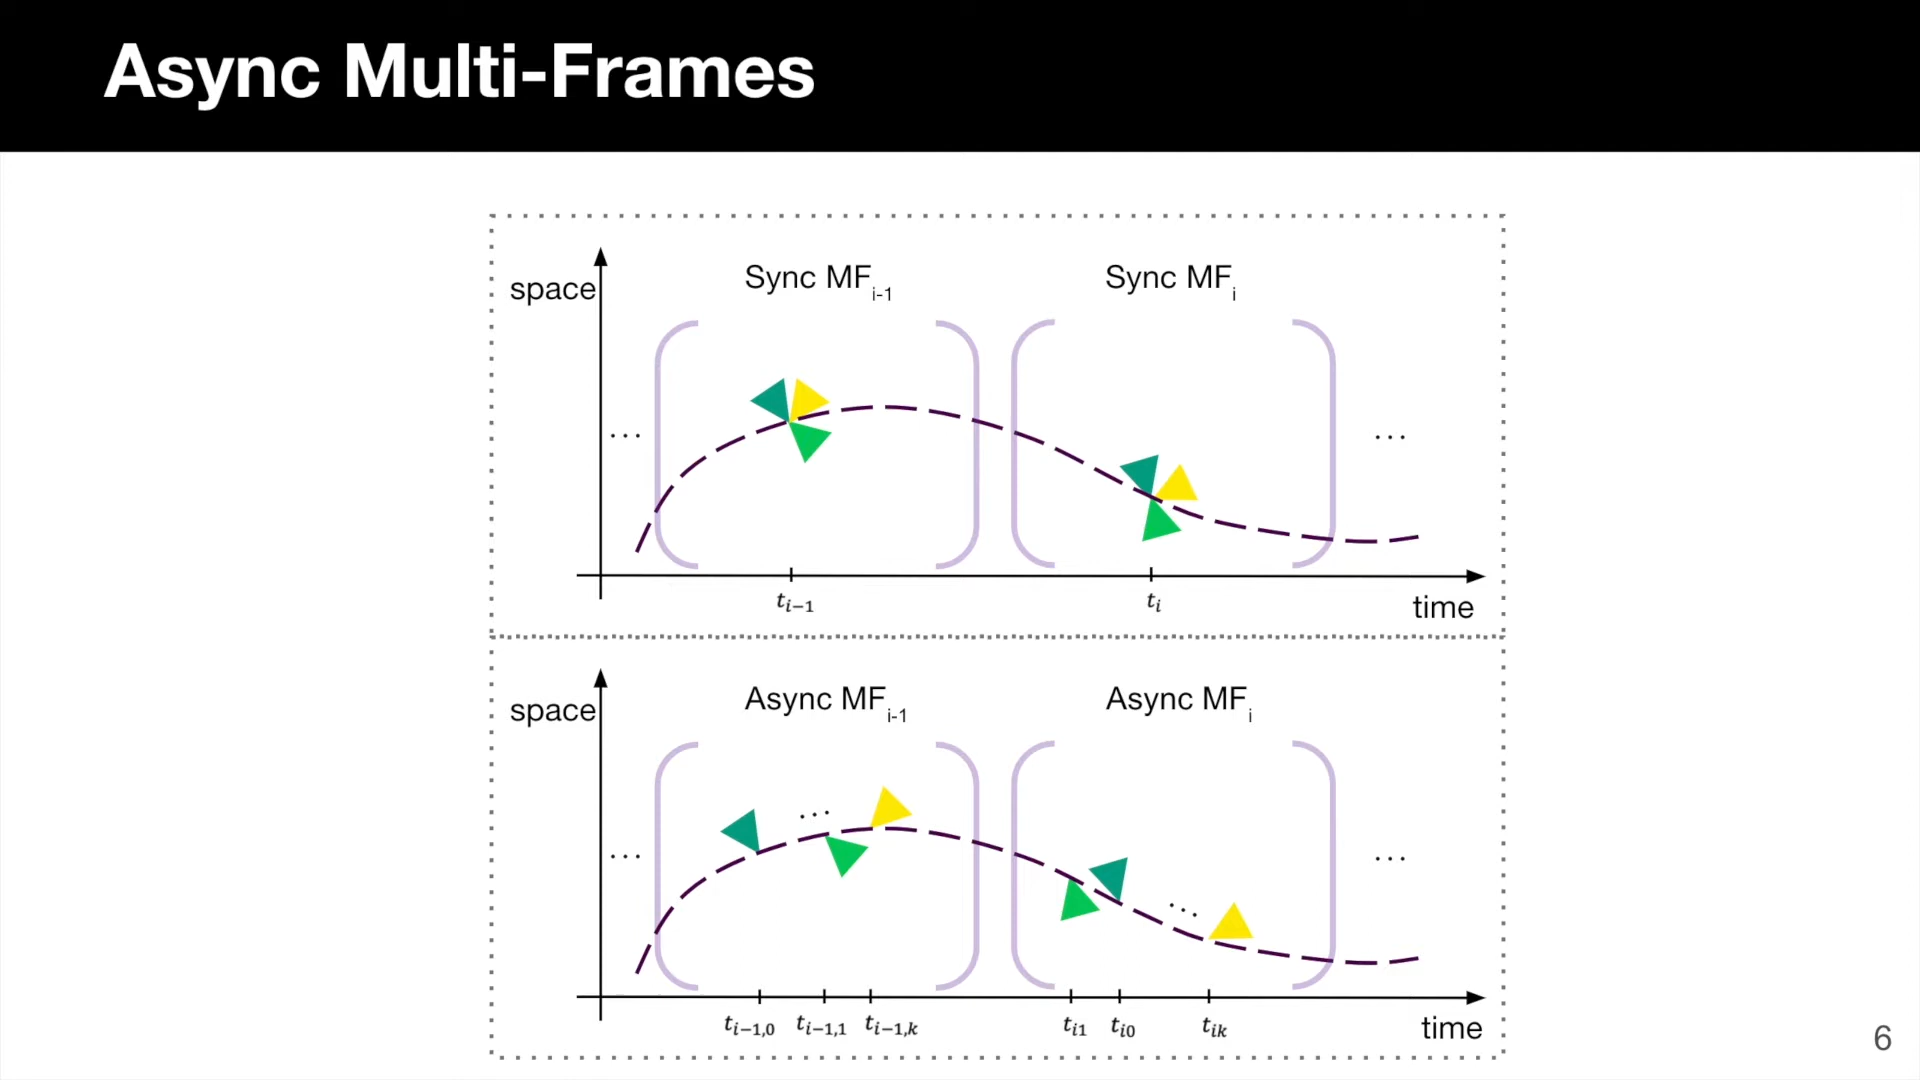 Async Multi-Frames
space
Sync MFi-1
Sync MFi
...
...
ti−1
ti
time
space
Async MFi-1
Async MFi
...
...
...
...
ti−1,0 ti−1,1 ti−1,k
ti1 ti0 tik
time
6